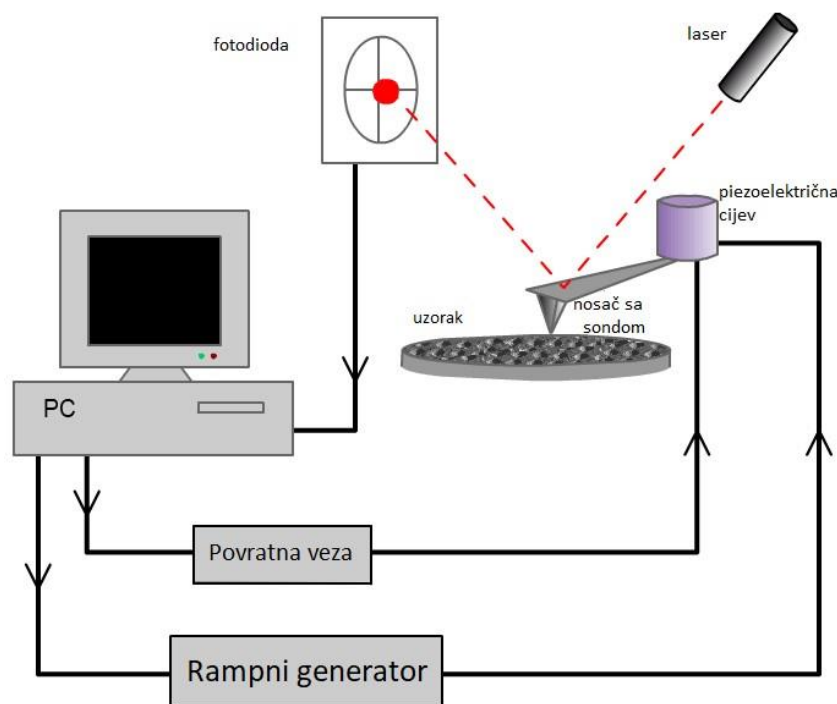 fotodioda
laser
piezoelektrična
cijev
nosač sa
sondom
uzorak
PC
Povratna veza
Rampni generator